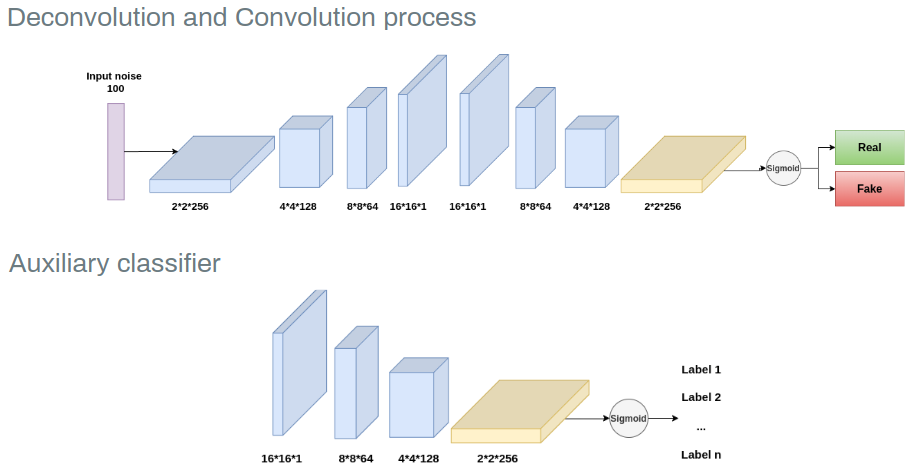 Deconvolution and Convolution process
Input noise
100
2*2*256
4*4*128
8*8*64
16*16*1
16*16*1
8*8*64
4*4*128
2*2*256
Sigmoid
Real
Fake
Auxiliary classifier
16*16*1
8*8*64
4*4*128
2*2*256
Sigmoid
Label 1
Label 2
...
Label n